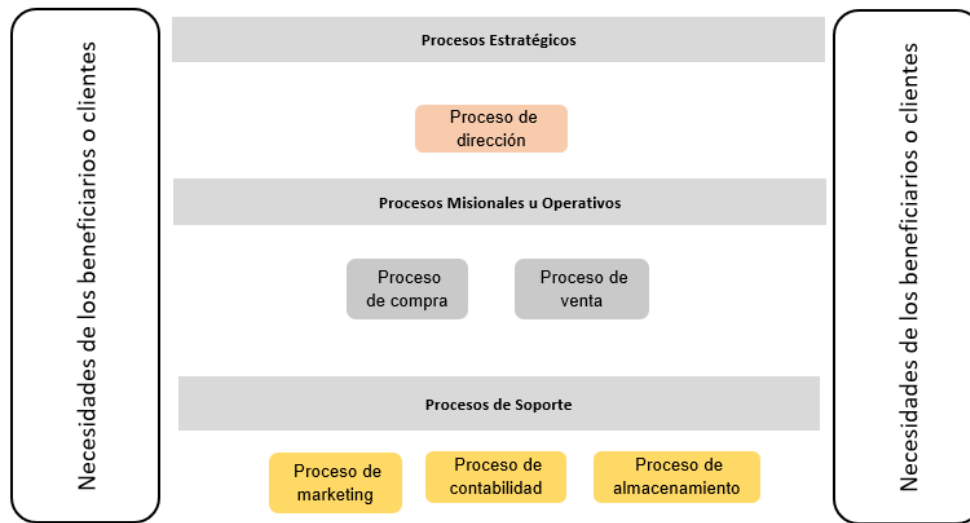 Necesidades de los beneficiarios o clientes
Procesos Estratégicos
Proceso de
dirección
Procesos Misionales u Operativos
Proceso
de compra
Proceso de
venta
Procesos de Soporte
Proceso de
marketing
Proceso de
contabilidad
Proceso de
almacenamiento
Necesidades de los beneficiarios o clientes